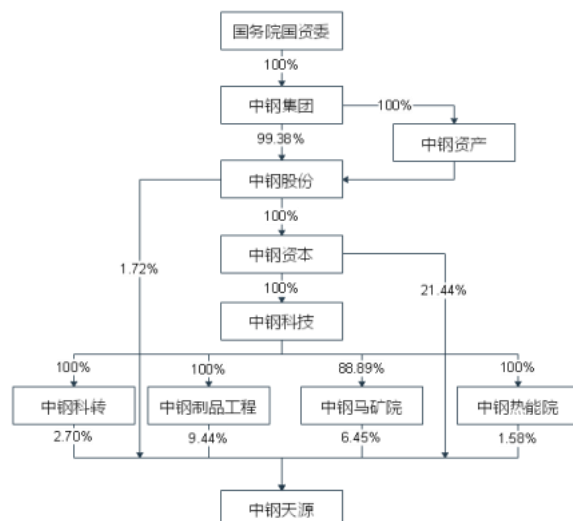 国务院国资委
100%
中钢集团
100%
99.38%
中钢资产
中钢股份
100%
中钢资本
1.72%
21.44%
100%
中钢科技
100%
100%
88.89%
100%
中钢科转
中钢制品工程
中钢马矿院
中钢热能院
2.70%
9.44%
6.45%
1.58%
中钢天源